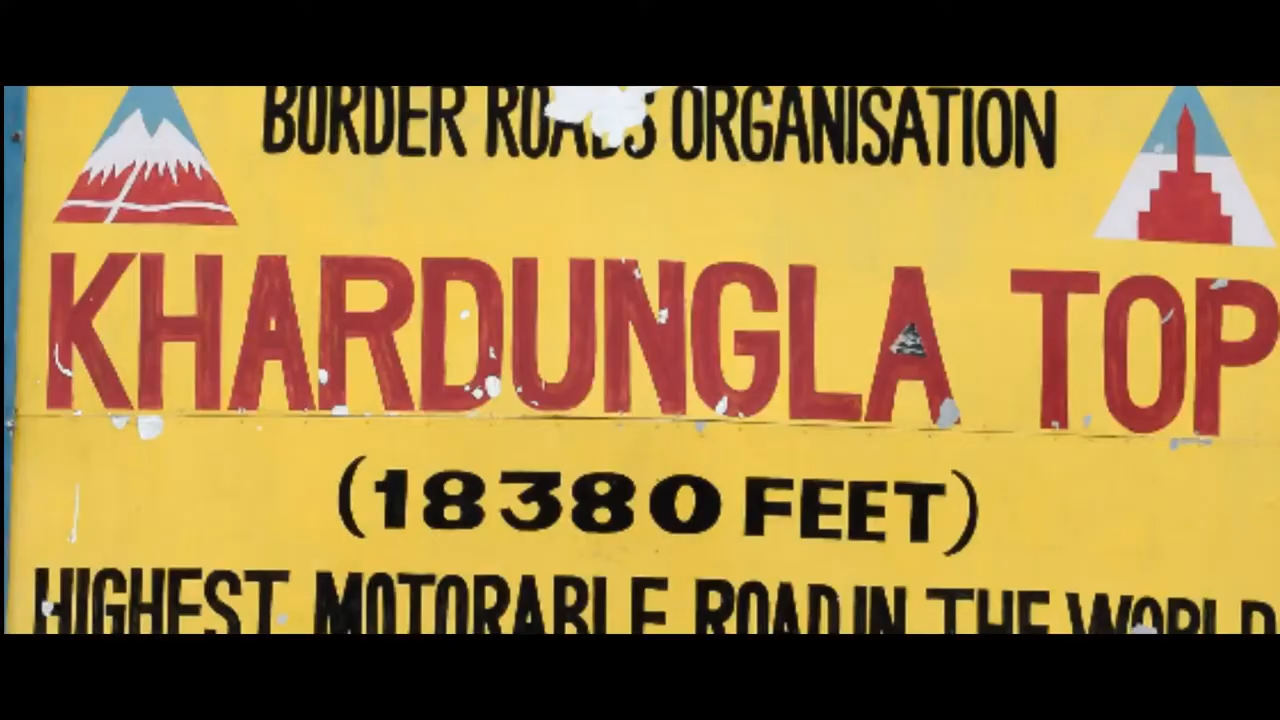 BORDER ROADS ORGANISATION
KHARDUNGLA TOP
(18380 FEET)
HIGHEST MOTORABLE ROAD IN THE WORLD